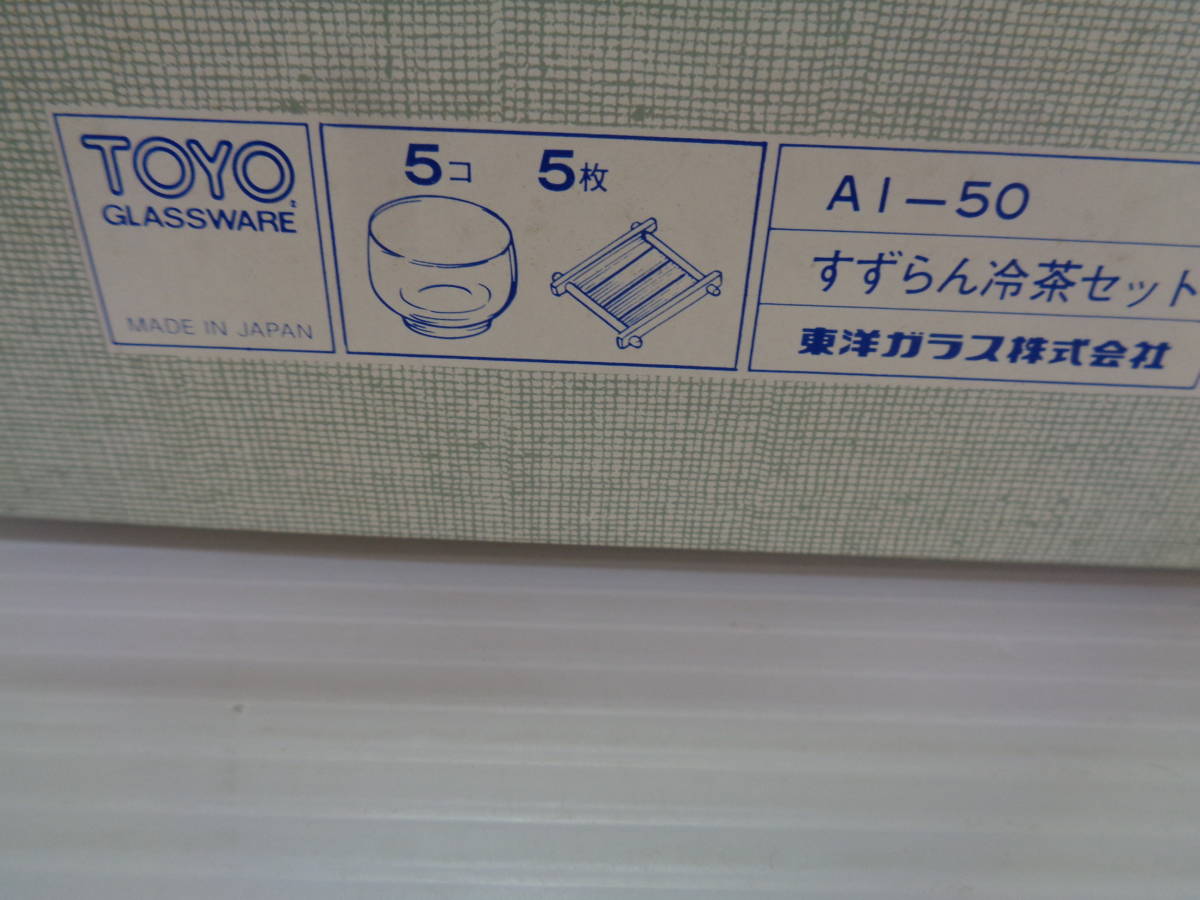 TOYO
GLASSWARE
MADE IN JAPAN
5コ 5枚
AI-50
すずらん冷茶セット
東洋ガラス株式会社